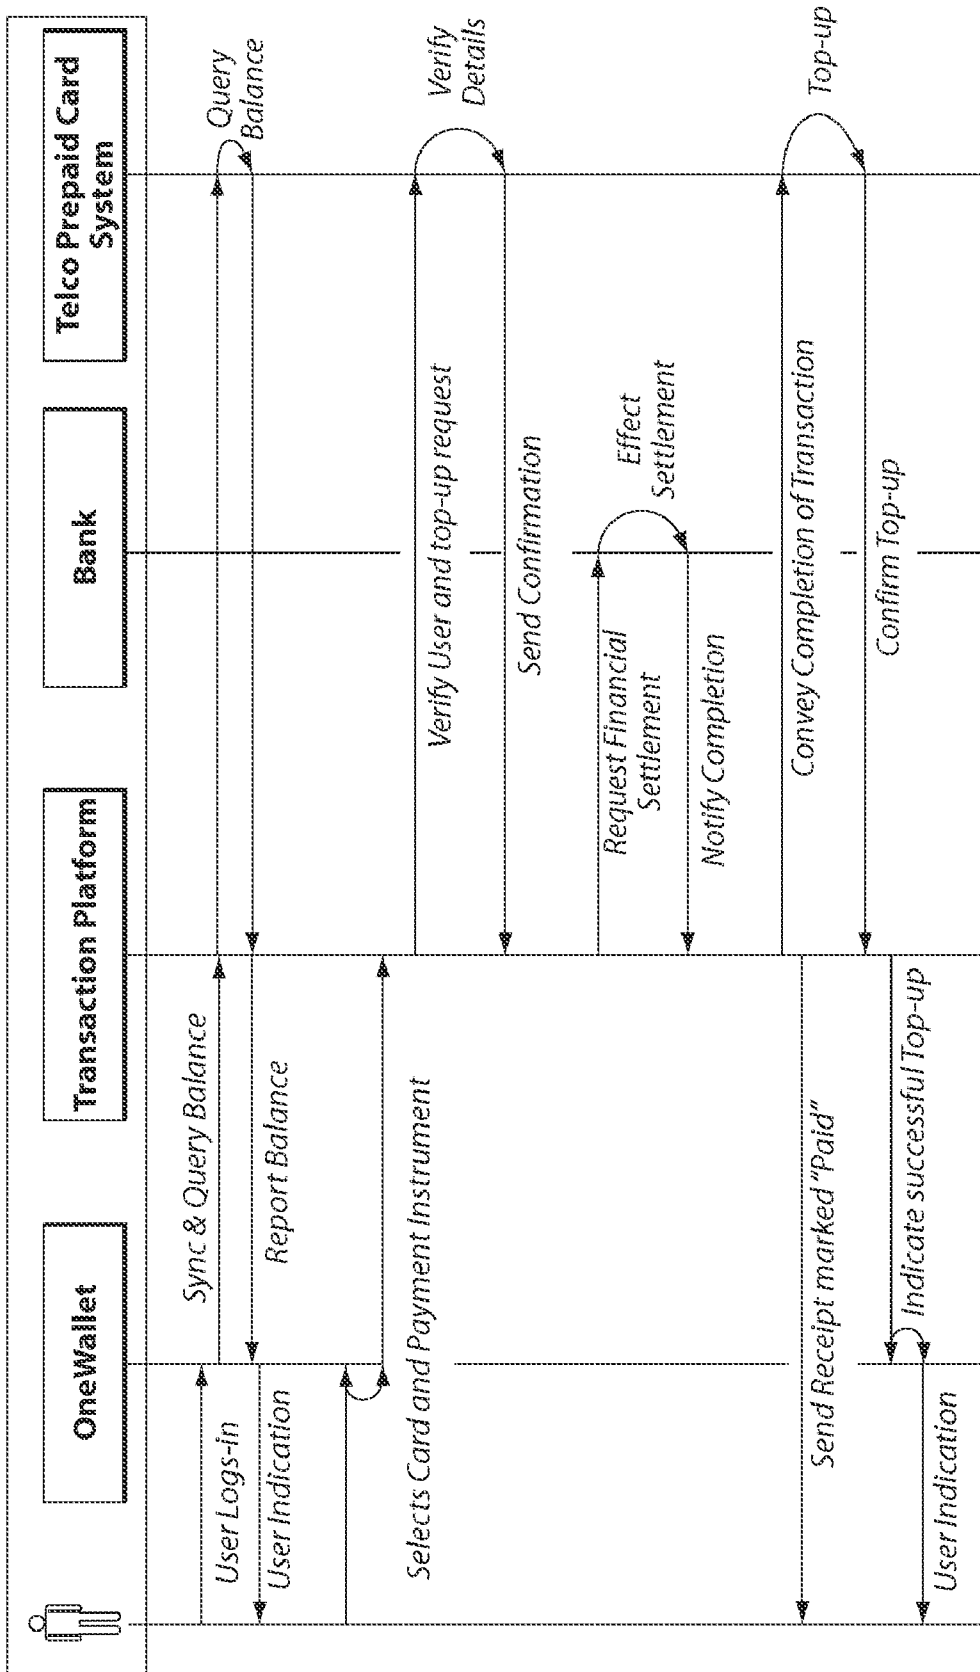 OneWallet
Transaction Platform
Bank
Telco Prepaid Card
System
User Logs-in
Sync & Query Balance
Query
Balance
Report Balance
User Indication
Selects Card and Payment Instrument
Verify User and top-up request
Verify
Details
Send Confirmation
Request Financial
Settlement
Effect
Settlement
Notify Completion
Convey Completion of Transaction
Top-up
Send Receipt marked "Paid"
Confirm Top-up
Indicate successful Top-up
User Indication